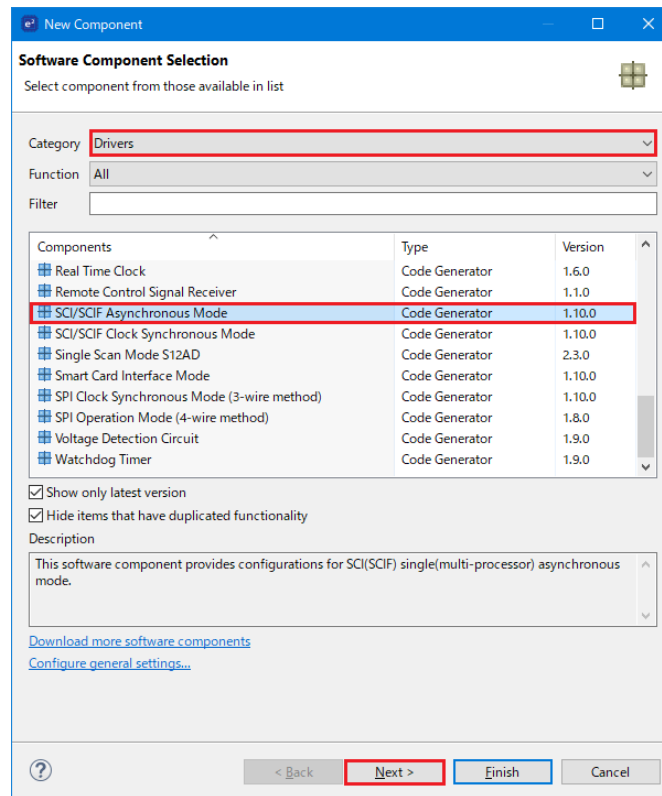 e² New Component
Software Component Selection
Select component from those available in list
Category Drivers
Function All
Filter
Components Type Version
Real Time Clock Code Generator 1.6.0
Remote Control Signal Receiver Code Generator 1.1.0
SCI/SCIF Asynchronous Mode Code Generator 1.10.0
SCI/SCIF Clock Synchronous Mode Code Generator 1.10.0
Single Scan Mode S12AD Code Generator 2.3.0
Smart Card Interface Mode Code Generator 1.10.0
SPI Clock Synchronous Mode (3-wire method) Code Generator 1.10.0
SPI Operation Mode (4-wire method) Code Generator 1.8.0
Voltage Detection Circuit Code Generator 1.9.0
Watchdog Timer Code Generator 1.9.0
Show only latest version
Hide items that have duplicated functionality
Description
This software component provides configurations for SCI(SCIF) single(multi-processor) asynchronous
mode.
Download more software components
Configure general settings...
? < Back Next > Finish Cancel